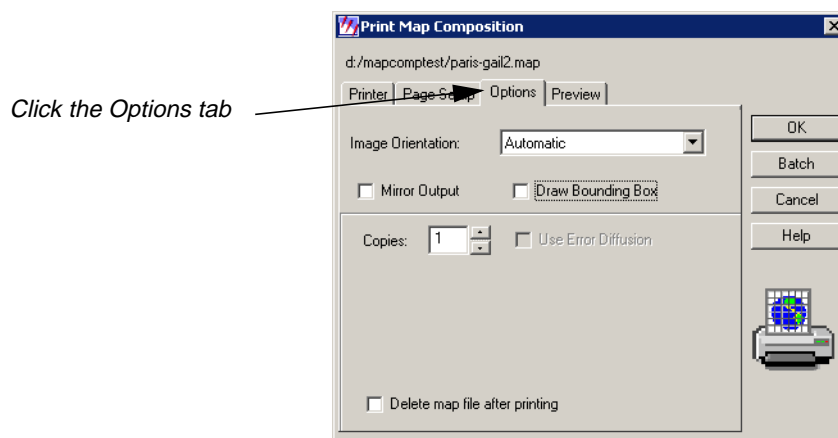 Print Map Composition
d:/mapcomptest/paris-gail2.map
Printer Page Setup Options Preview
Click the Options tab
Image Orientation: Automatic
OK
Batch
Mirror Output Draw Bounding Box
Cancel
Copies: 1 Use Error Diffusion
Help
Delete map file after printing